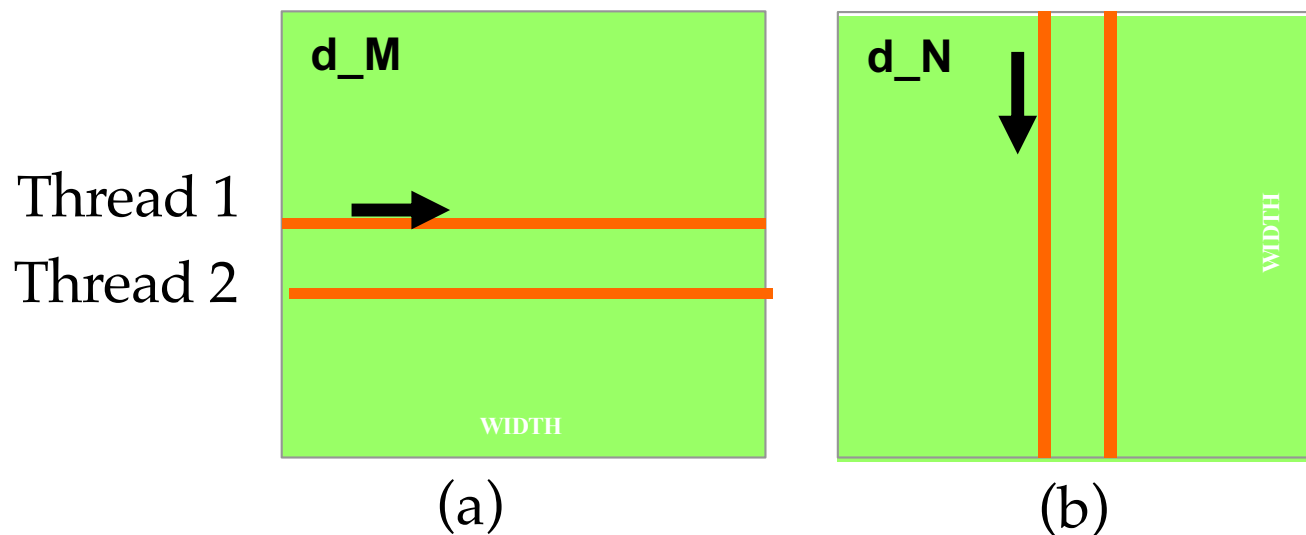 d_M
d_N
Thread 1
Thread 2
WIDTH
WIDTH
(a)
(b)